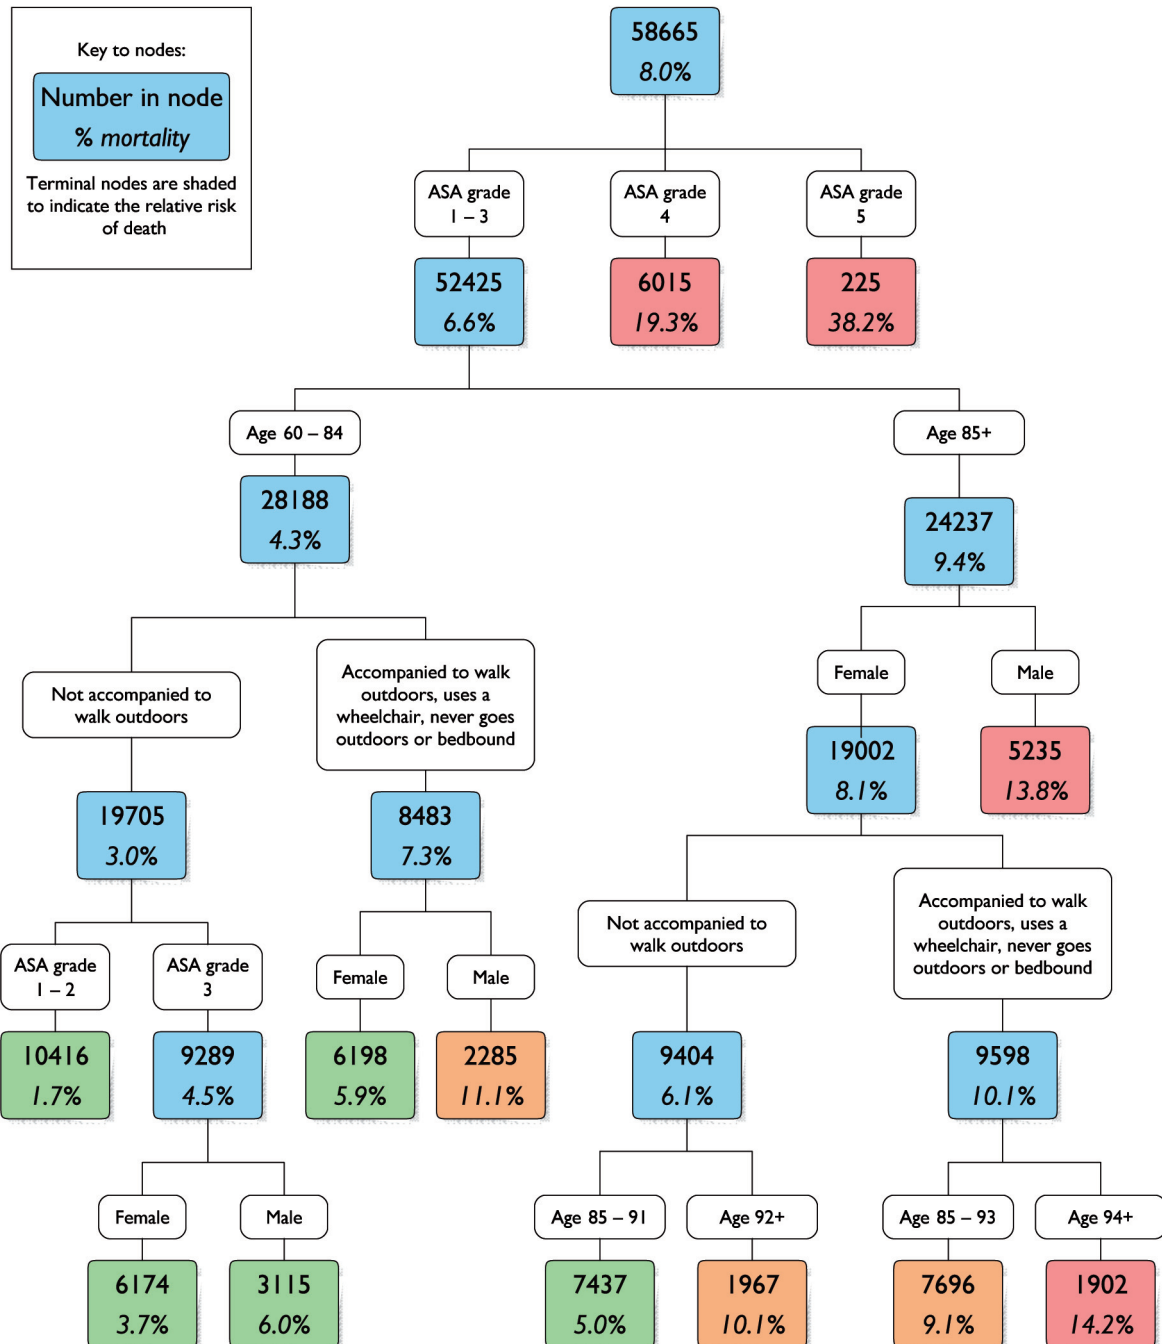 Key to nodes:
Number in node
% mortality
Terminal nodes are shaded
to indicate the relative risk
of death
58665
8.0%
ASA grade
1 – 3
ASA grade
4
ASA grade
5
52425
6.6%
6015
19.3%
225
38.2%
Age 60 – 84
Age 85+
28188
4.3%
24237
9.4%
Not accompanied to
walk outdoors
Accompanied to walk
outdoors, uses a
wheelchair, never goes
outdoors or bedbound
Female
Male
19705
3.0%
8483
7.3%
19002
8.1%
5235
13.8%
Not accompanied to
walk outdoors
Accompanied to walk
outdoors, uses a
wheelchair, never goes
outdoors or bedbound
ASA grade
1 – 2
ASA grade
3
Female
Male
10416
1.7%
9289
4.5%
6198
5.9%
2285
11.1%
9404
6.1%
9598
10.1%
Female
Male
Age 85 – 91
Age 92+
Age 85 – 93
Age 94+
6174
3.7%
3115
6.0%
7437
5.0%
1967
10.1%
7696
9.1%
1902
14.2%